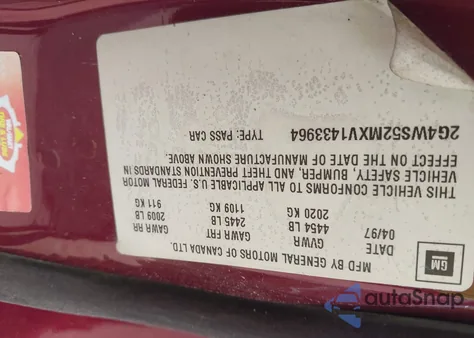 GM
MFD BY GENERAL MOTORS OF CANADA LTD.
DATE GVWR GAWR FRT GAWR RR
04/97 4454 LB 2445 LB 2009 LB
2020 KG 1109 KG 911 KG
THIS VEHICLE CONFORMS TO ALL APPLICABLE U.S. FEDERAL MOTOR
VEHICLE SAFETY, BUMPER, AND THEFT PREVENTION STANDARDS IN
EFFECT ON THE DATE OF MANUFACTURE SHOWN ABOVE.
2G4WS52MXV1433964 TYPE: PASS CAR
autoSnap